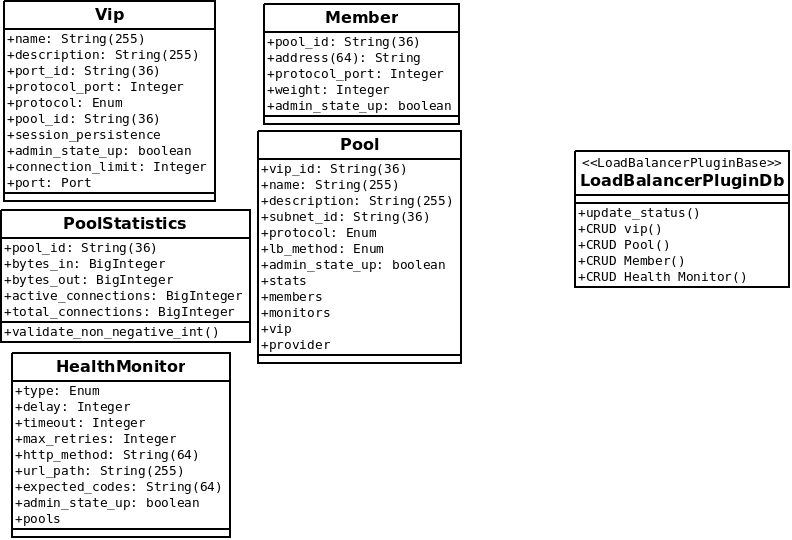 Vip
+name: String(255)
+description: String(255)
+port_id: String(36)
+protocol_port: Integer
+protocol: Enum
+pool_id: String(36)
+session_persistence
+admin_state_up: boolean
+connection_limit: Integer
+port: Port
Member
+pool_id: String(36)
+address(64): String
+protocol_port: Integer
+weight: Integer
+admin_state_up: boolean
Pool
+vip_id: String(36)
+name: String(255)
+description: String(255)
+subnet_id: String(36)
+protocol: Enum
+lb_method: Enum
+admin_state_up: boolean
+stats
+members
+monitors
+vip
+provider
<<LoadBalancerPluginBase>>
LoadBalancerPluginDb
+update_status()
+CRUD vip()
+CRUD Pool()
+CRUD Member()
+CRUD Health Monitor()
PoolStatistics
+pool_id: String(36)
+bytes_in: BigInteger
+bytes_out: BigInteger
+active_connections: BigInteger
+total_connections: BigInteger
+validate_non_negative_int()
HealthMonitor
+type: Enum
+delay: Integer
+timeout: Integer
+max_retries: Integer
+http_method: String(64)
+url_path: String(255)
+expected_codes: String(64)
+admin_state_up: boolean
+pools